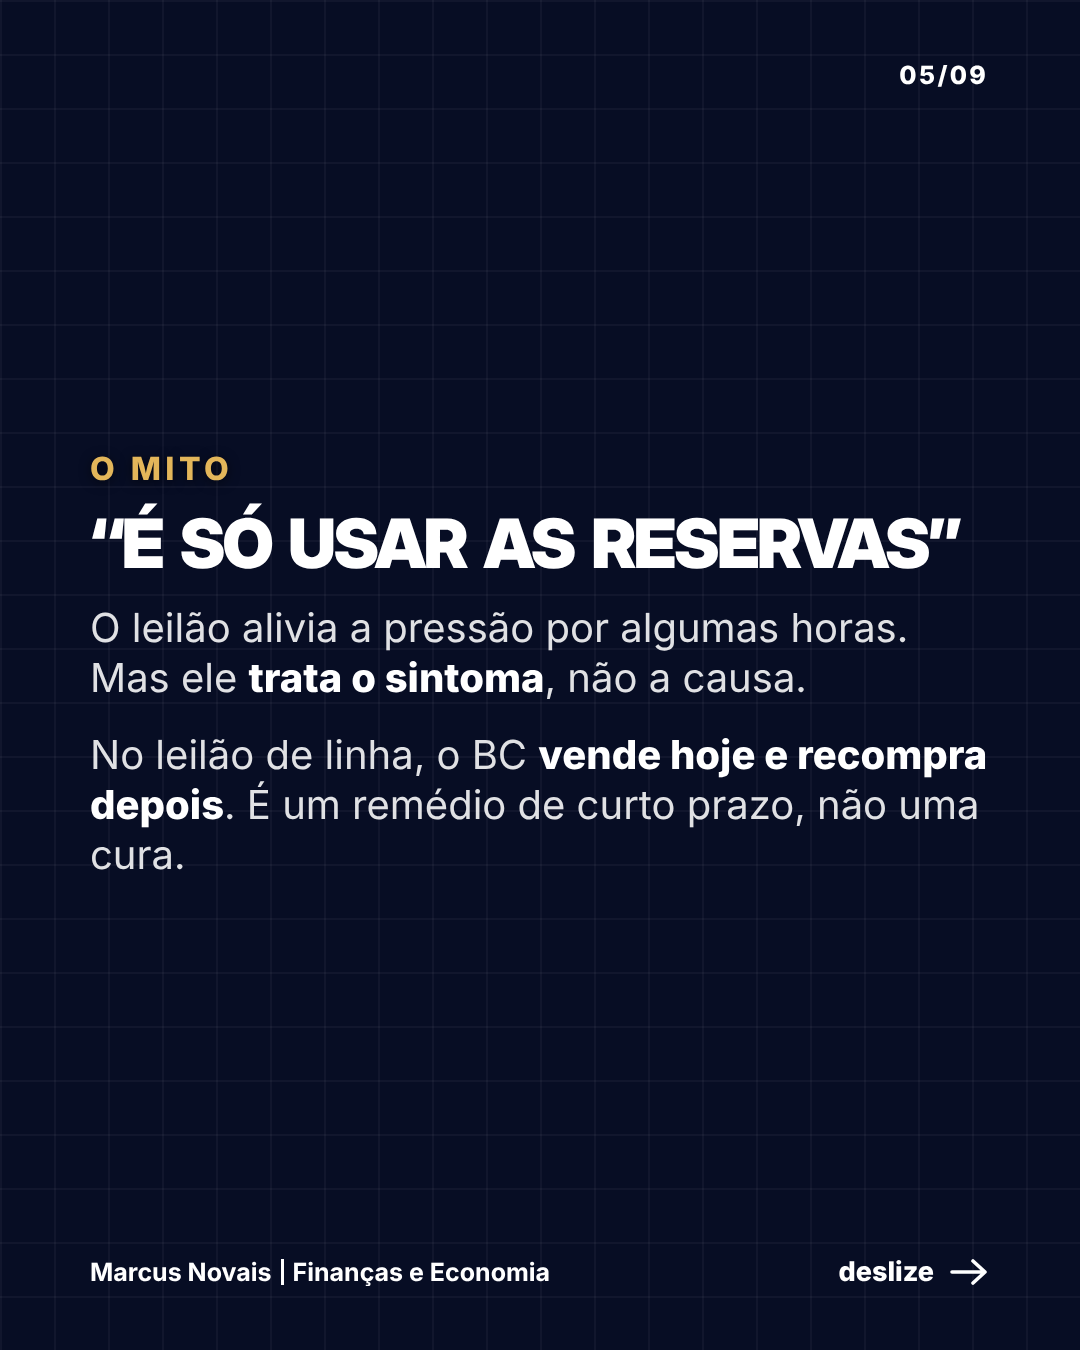 05/09
O MITO
“É SÓ USAR AS RESERVAS”
O leilão alivia a pressão por algumas horas.
Mas ele trata o sintoma, não a causa.
No leilão de linha, o BC vende hoje e recompra
depois. É um remédio de curto prazo, não uma
cura.
Marcus Novais | Finanças e Economia
deslize →